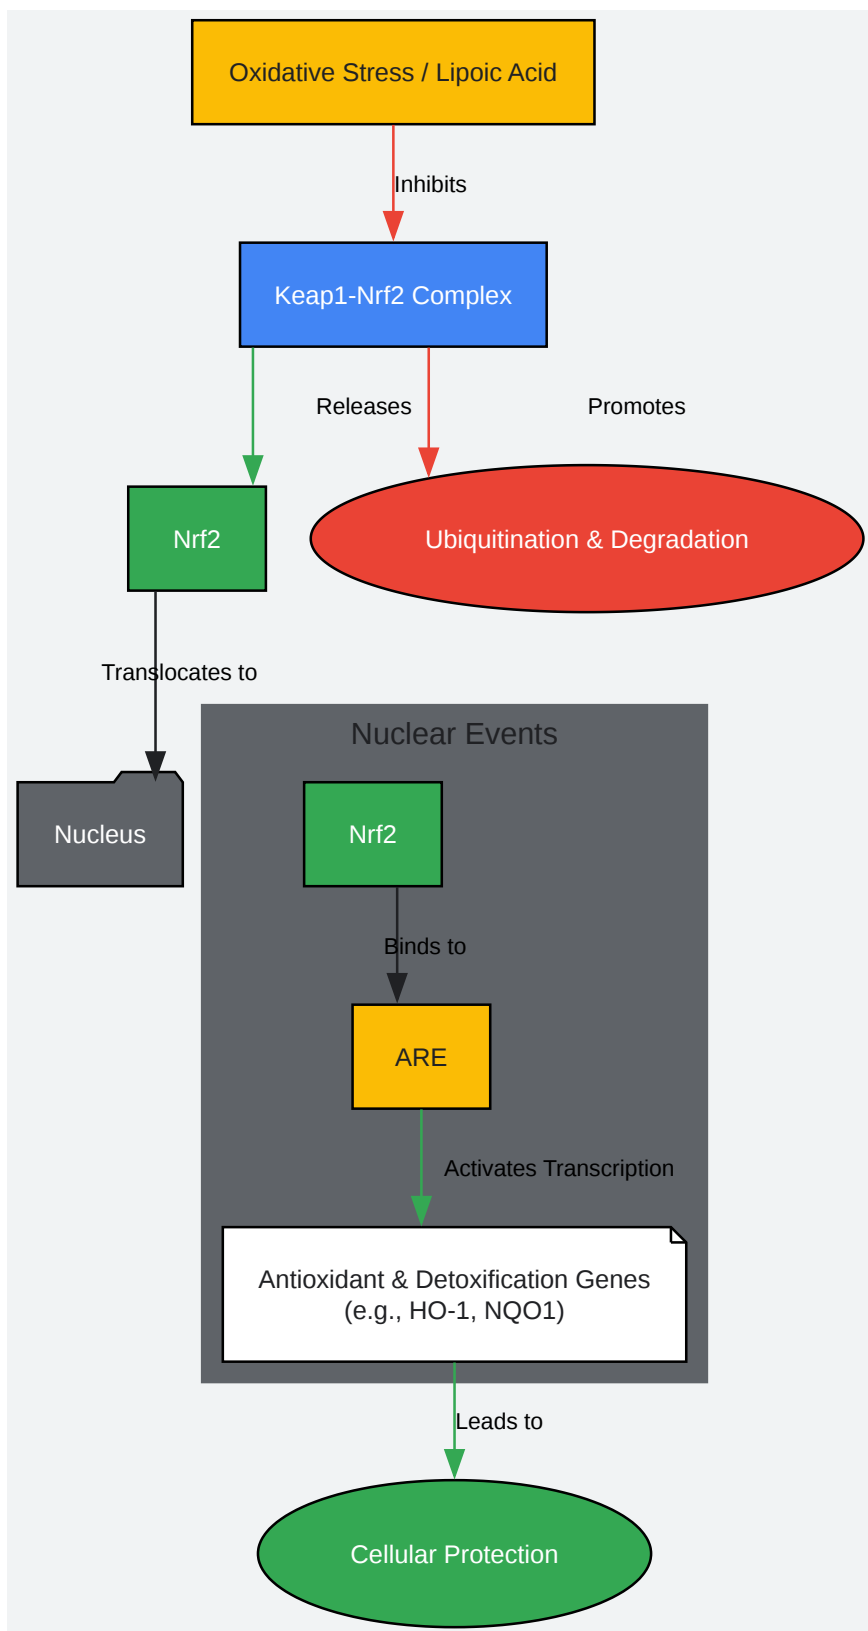 Oxidative Stress / Lipoic Acid
Inhibits
Keap1-Nrf2 Complex
Releases
Promotes
Nrf2
Ubiquitination & Degradation
Translocates to
Nuclear Events
Nucleus
Nrf2
Binds to
ARE
Activates Transcription
Antioxidant & Detoxification Genes
(e.g., HO-1, NQO1)
Leads to
Cellular Protection